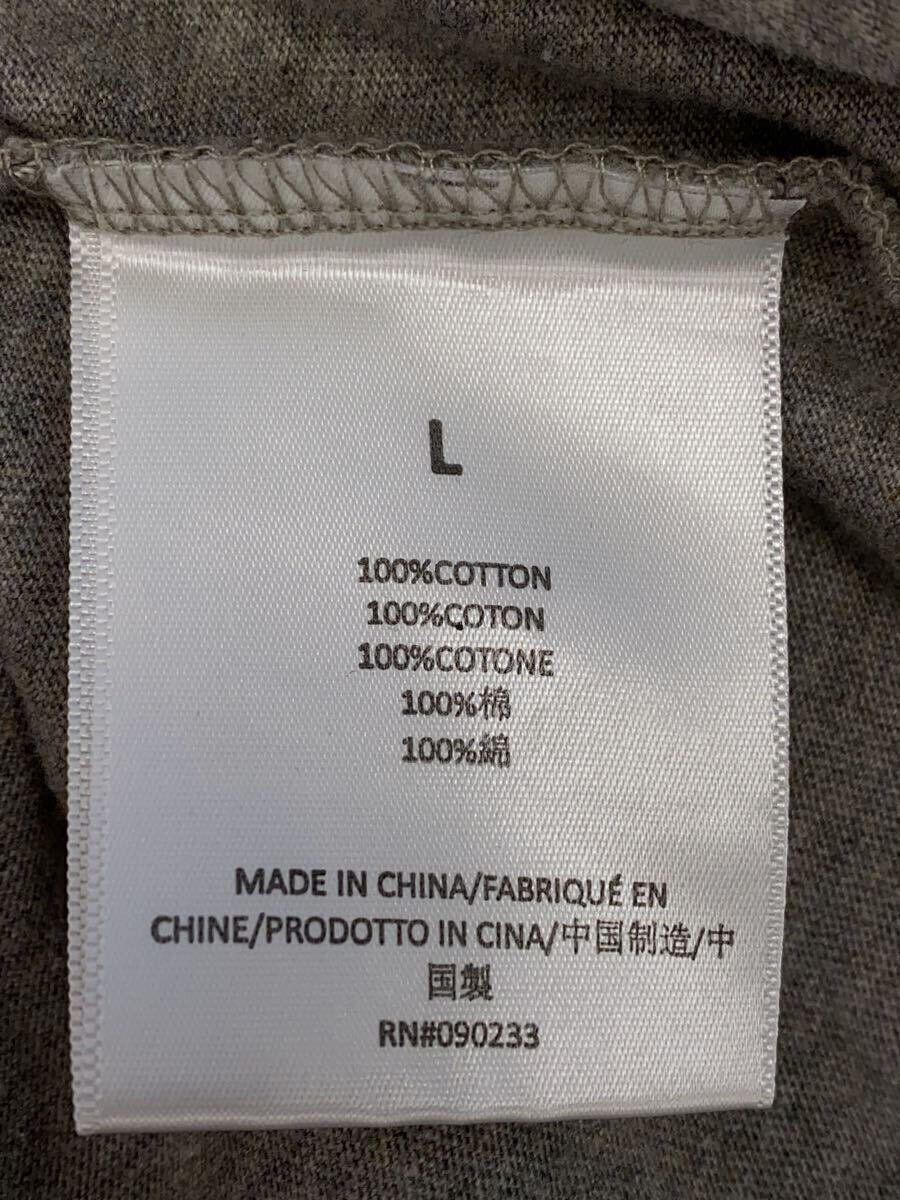 L
100%COTTON
100%COTON
100%COTONE
100%棉
100%綿
MADE IN CHINA/FABRIQUÉ EN
CHINE/PRODOTTO IN CINA/中国制造/中
国製
RN#090233